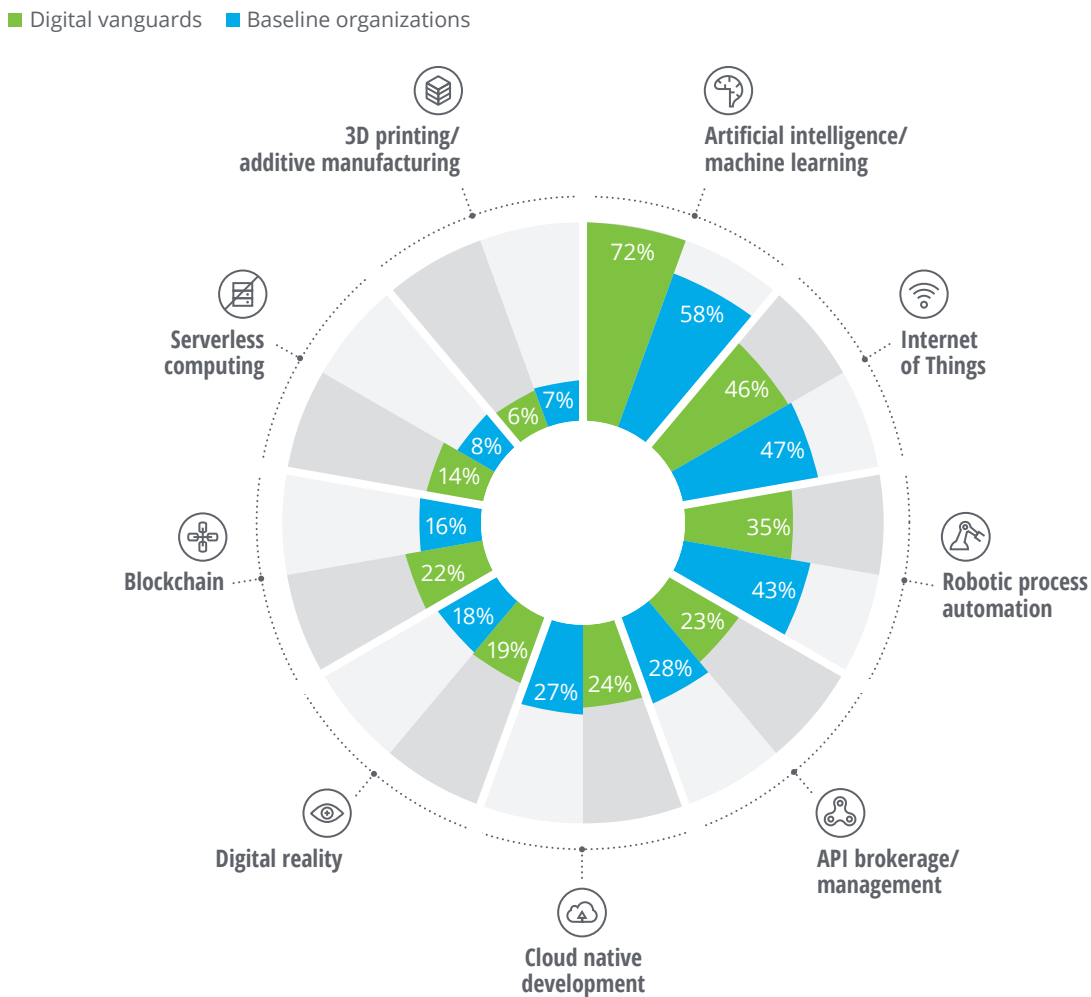 Digital vanguards
Baseline organizations
3D printing/
additive manufacturing
6%
7%
Artificial intelligence/
machine learning
72%
58%
Internet
of Things
46%
47%
Robotic process
automation
35%
43%
API brokerage/
management
23%
28%
Cloud native
development
24%
27%
Digital reality
19%
18%
Blockchain
22%
16%
Serverless
computing
14%
8%